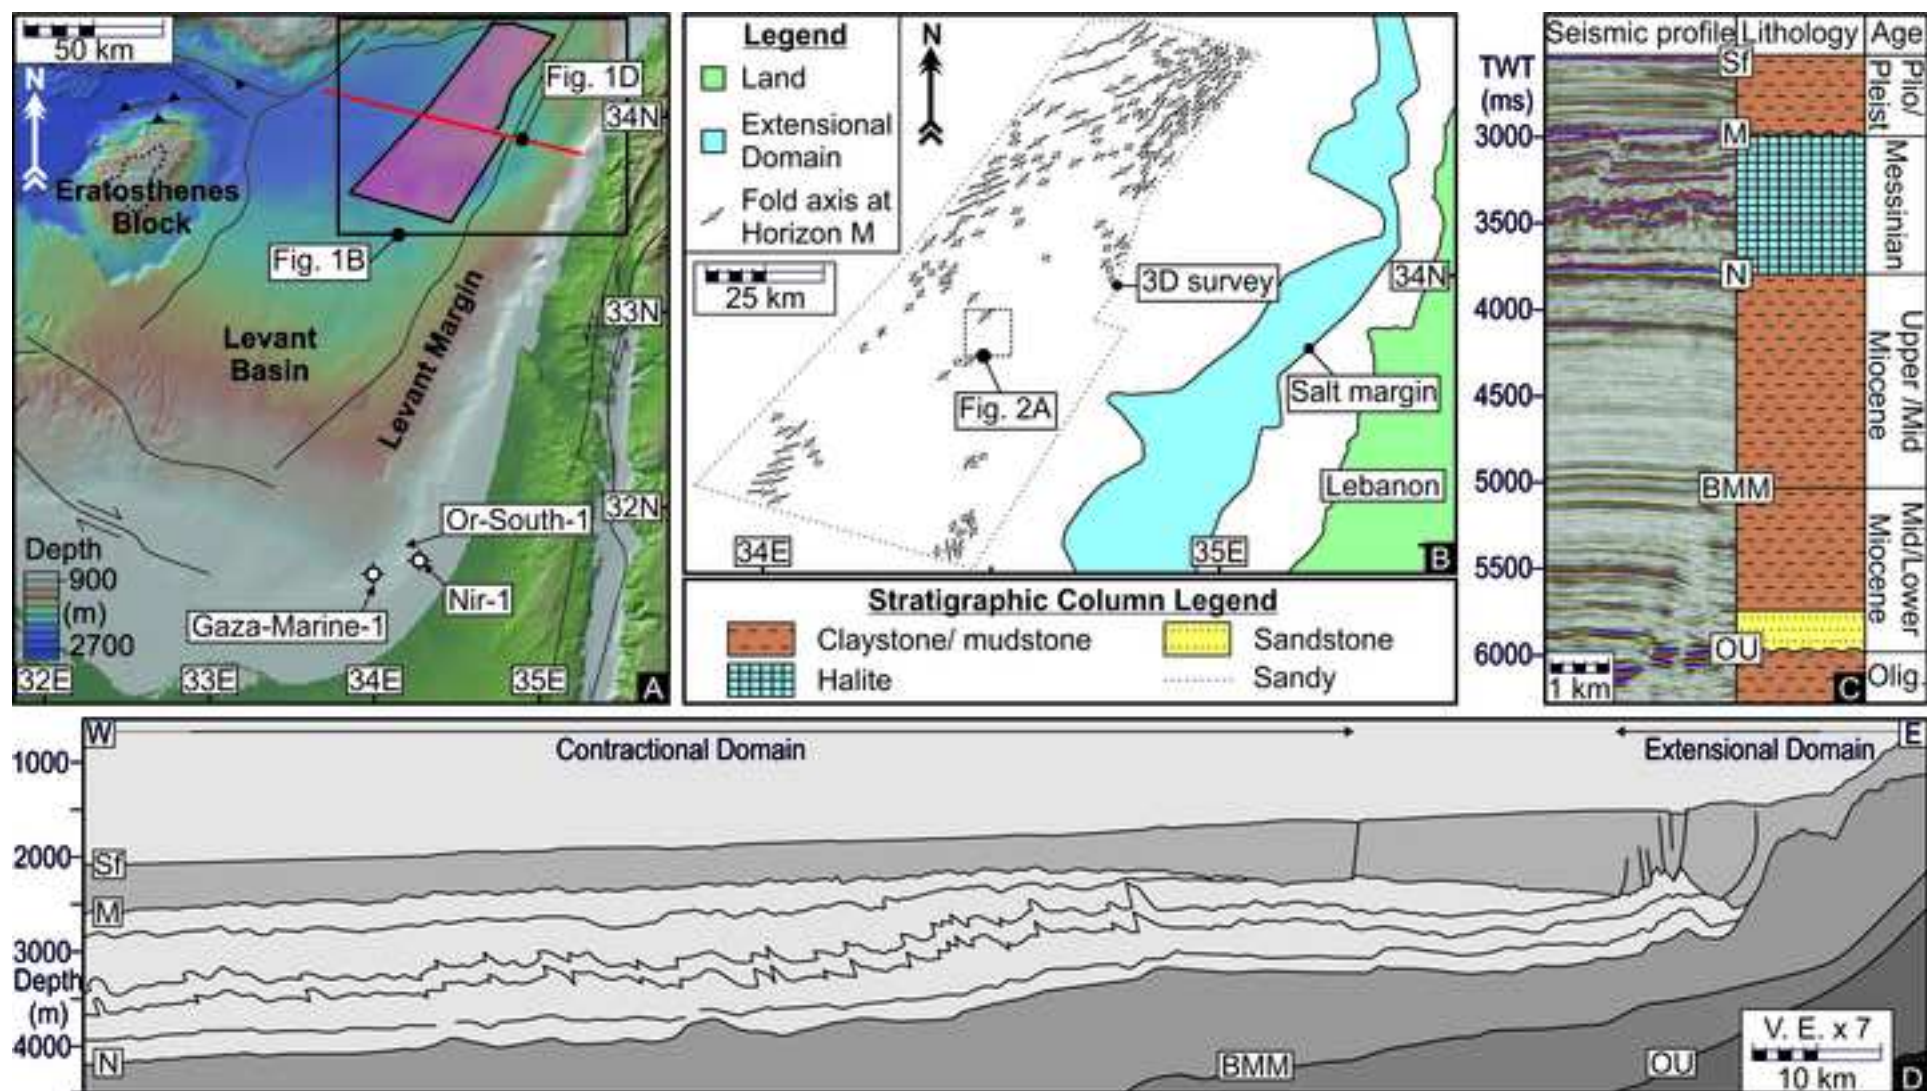 50 km
N
Fig. 1D
34N
Eratosthenes
Block
Fig. 1B
33N
Levant
Basin
Levant Margin
32N
Or-South-1
Nir-1
Gaza-Marine-1
Depth
900
(m)
2700
32E
33E
34E
35E
A
Legend
Land
Extensional
Domain
Fold axis at
Horizon M
N
25 km
3D survey
34N
Salt margin
Fig. 2A
Lebanon
34E
35E
B
Stratigraphic Column Legend
Claystone/ mudstone
Sandstone
Halite
Sandy
Seismic profile
Lithology
Age
TWT
(ms)
3000
3500
4000
4500
5000
5500
6000
Sf
M
N
BMM
OU
Plio/
Pleist
Messinian
Upper /Mid
Miocene
Mid/Lower
Miocene
Olig.
1 km
C
W
E
Contractional Domain
Extensional Domain
1000
2000
3000
Depth
(m)
4000
Sf
M
N
BMM
OU
V. E. x 7
10 km
D